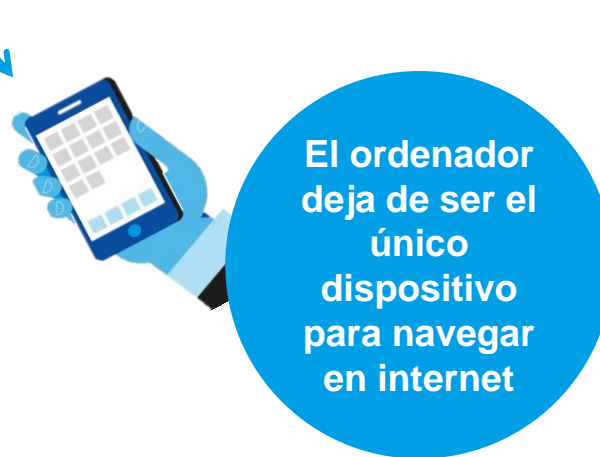 El ordenador
deja de ser el
único
dispositivo
para navegar
en internet